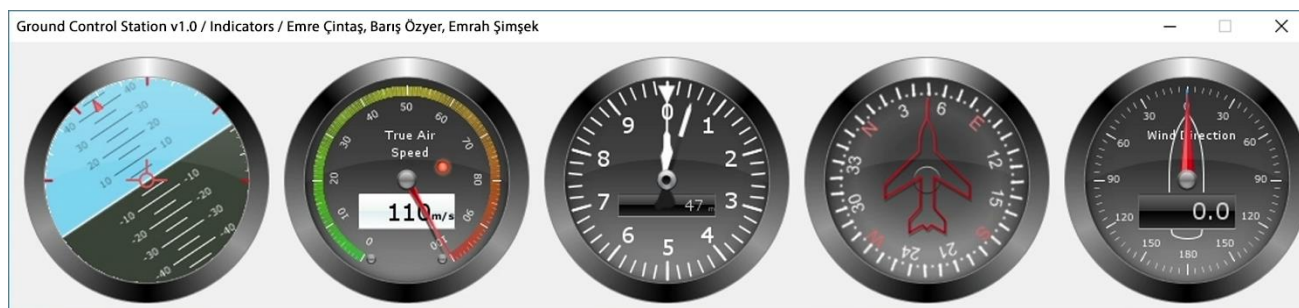 Ground Control Station v1.0 / Indicators / Emre Çintaş, Barış Özyer, Emrah Şimşek
40 40
30 30
20 20
10 10
-10 -10
-20 -20
-30 -30
-40 -40
True Air
Speed
0 10 20 30 40 50 60 70 80 90 100
110 m/s
0 1 2 3 4 5 6 7 8 9
47 m
N 3 6 E 12 15 S 21 24 W 30 33
Wind Direction
0
30 30
60 60
90 90
120 120
150 150
180
0.0